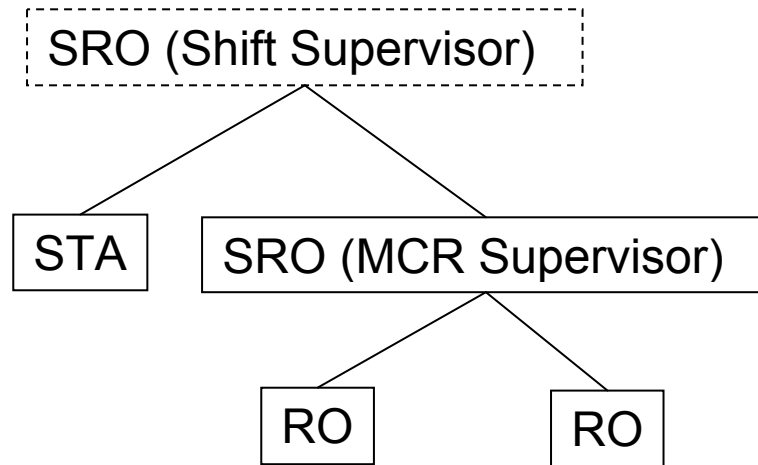 SRO (Shift Supervisor)
STA
SRO (MCR Supervisor)
RO
RO